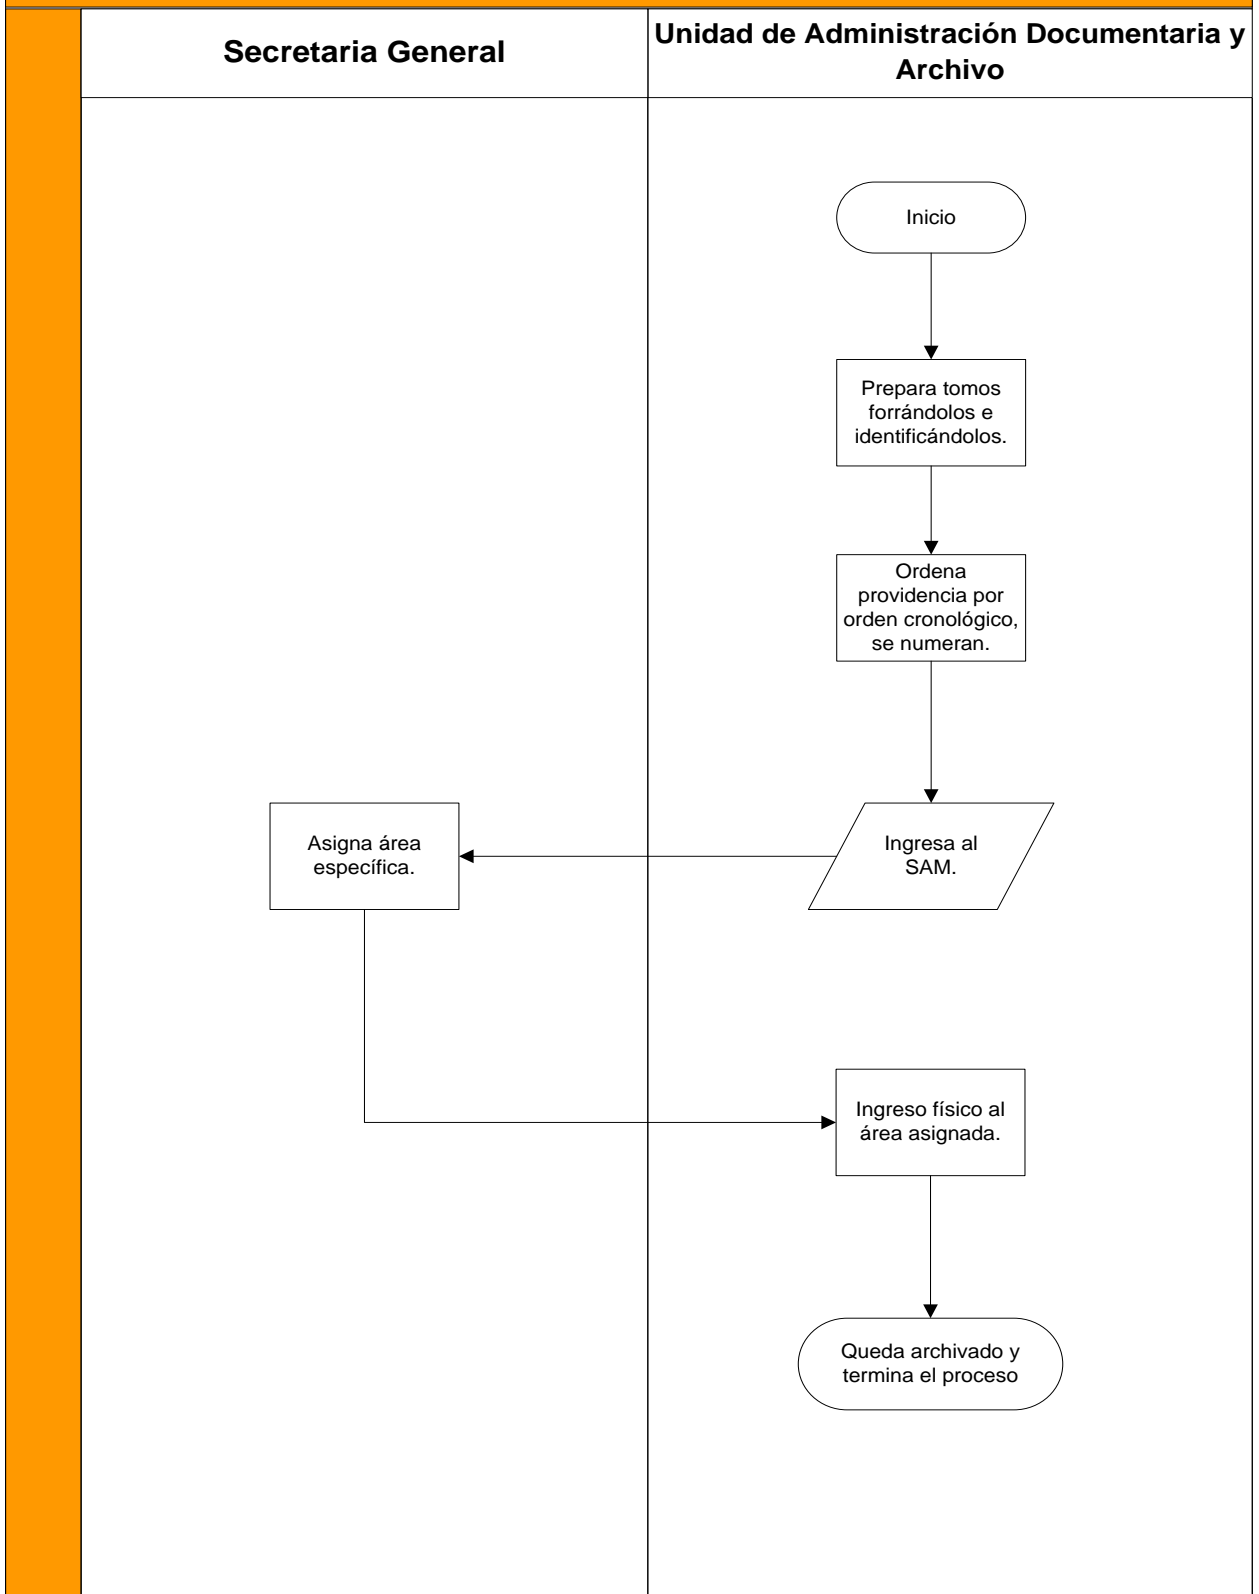 Secretaria General
Unidad de Administración Documentaria y
Archivo
Inicio
Prepara tomos
forrándolos e
identificándolos.
Ordena
providencia por
orden cronológico,
se numeran.
Ingresa al
SAM.
Asigna área
específica.
Ingreso físico al
área asignada.
Queda archivado y
termina el proceso